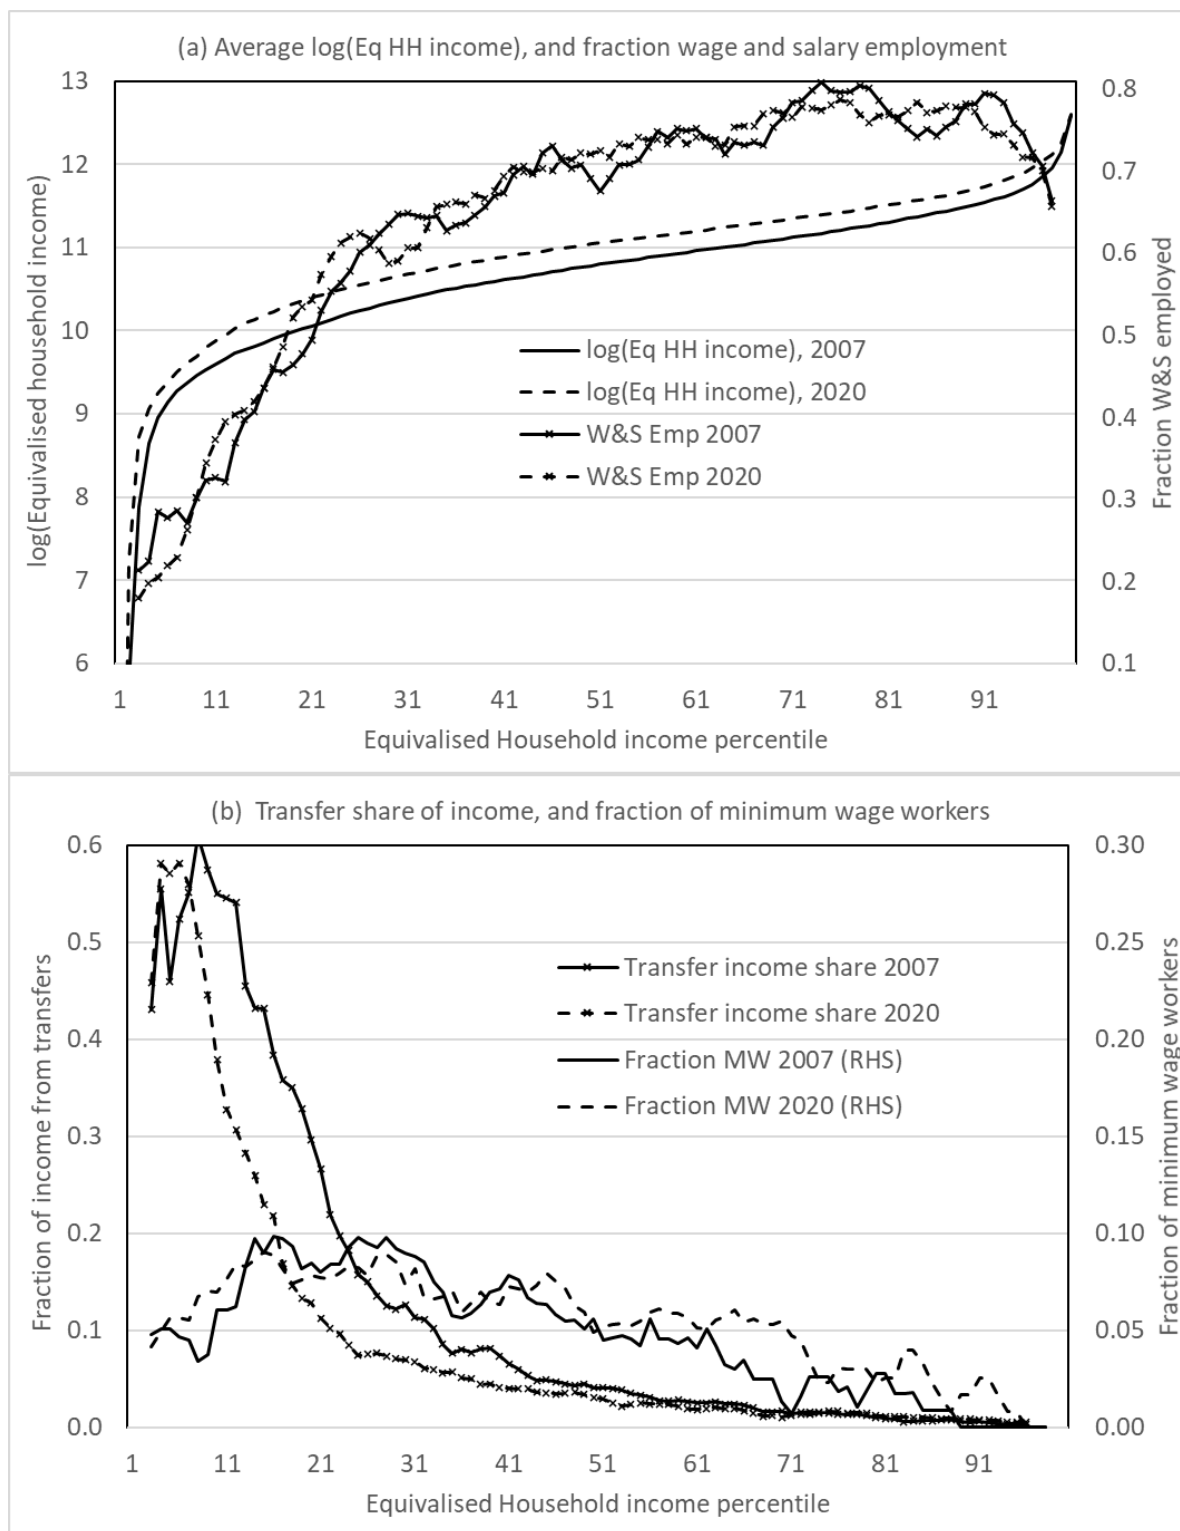 (a) Average log(Eq HH income), and fraction wage and salary employment
13
12
11
10
9
8
7
6
log(Equivalised household income)
0.8
0.7
0.6
0.5
0.4
0.3
0.2
0.1
Fraction W&S employed
log(Eq HH income), 2007
log(Eq HH income), 2020
W&S Emp 2007
W&S Emp 2020
1 11 21 31 41 51 61 71 81 91
Equivalised Household income percentile
(b) Transfer share of income, and fraction of minimum wage workers
0.6
0.5
0.4
0.3
0.2
0.1
0.0
Fraction of income from transfers
0.30
0.25
0.20
0.15
0.10
0.05
0.00
Fraction of minimum wage workers
Transfer income share 2007
Transfer income share 2020
Fraction MW 2007 (RHS)
Fraction MW 2020 (RHS)
1 11 21 31 41 51 61 71 81 91
Equivalised Household income percentile